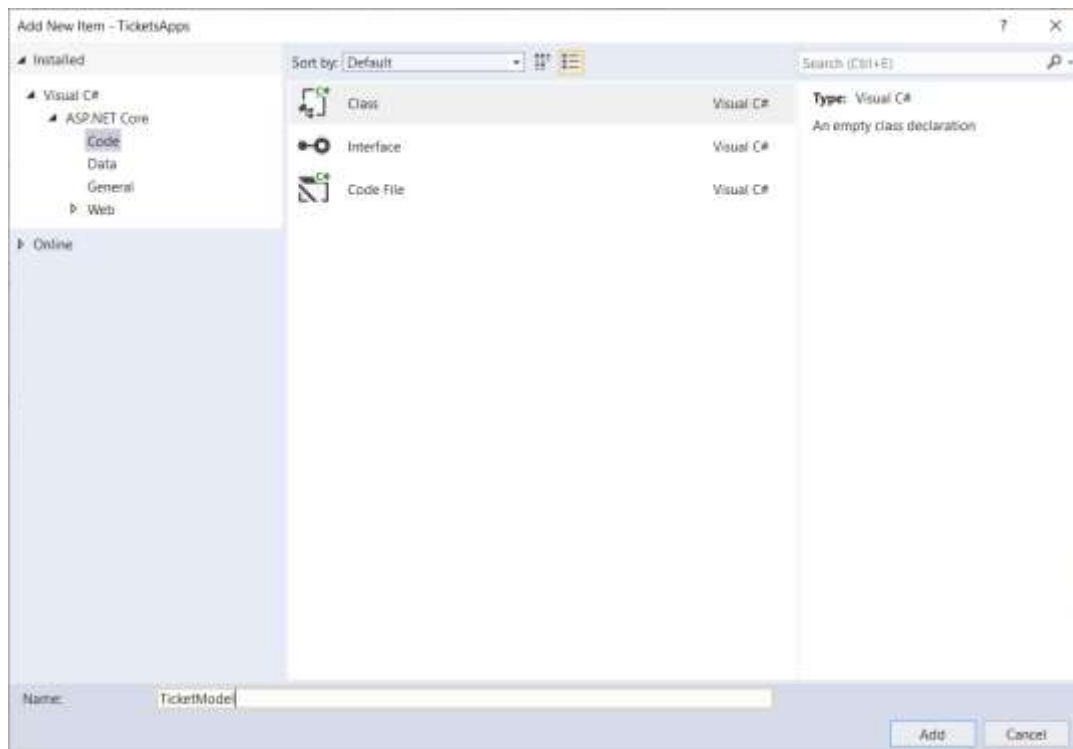 Add New Item - TicketsApps
?
Installed
Visual C#
ASP.NET Core
Code
Data
General
Web
Online
Sort by: Default
Class Visual C#
Interface Visual C#
Code File Visual C#
Search (Ctrl+E)
Type: Visual C#
An empty class declaration
Name: TicketModel
Add Cancel